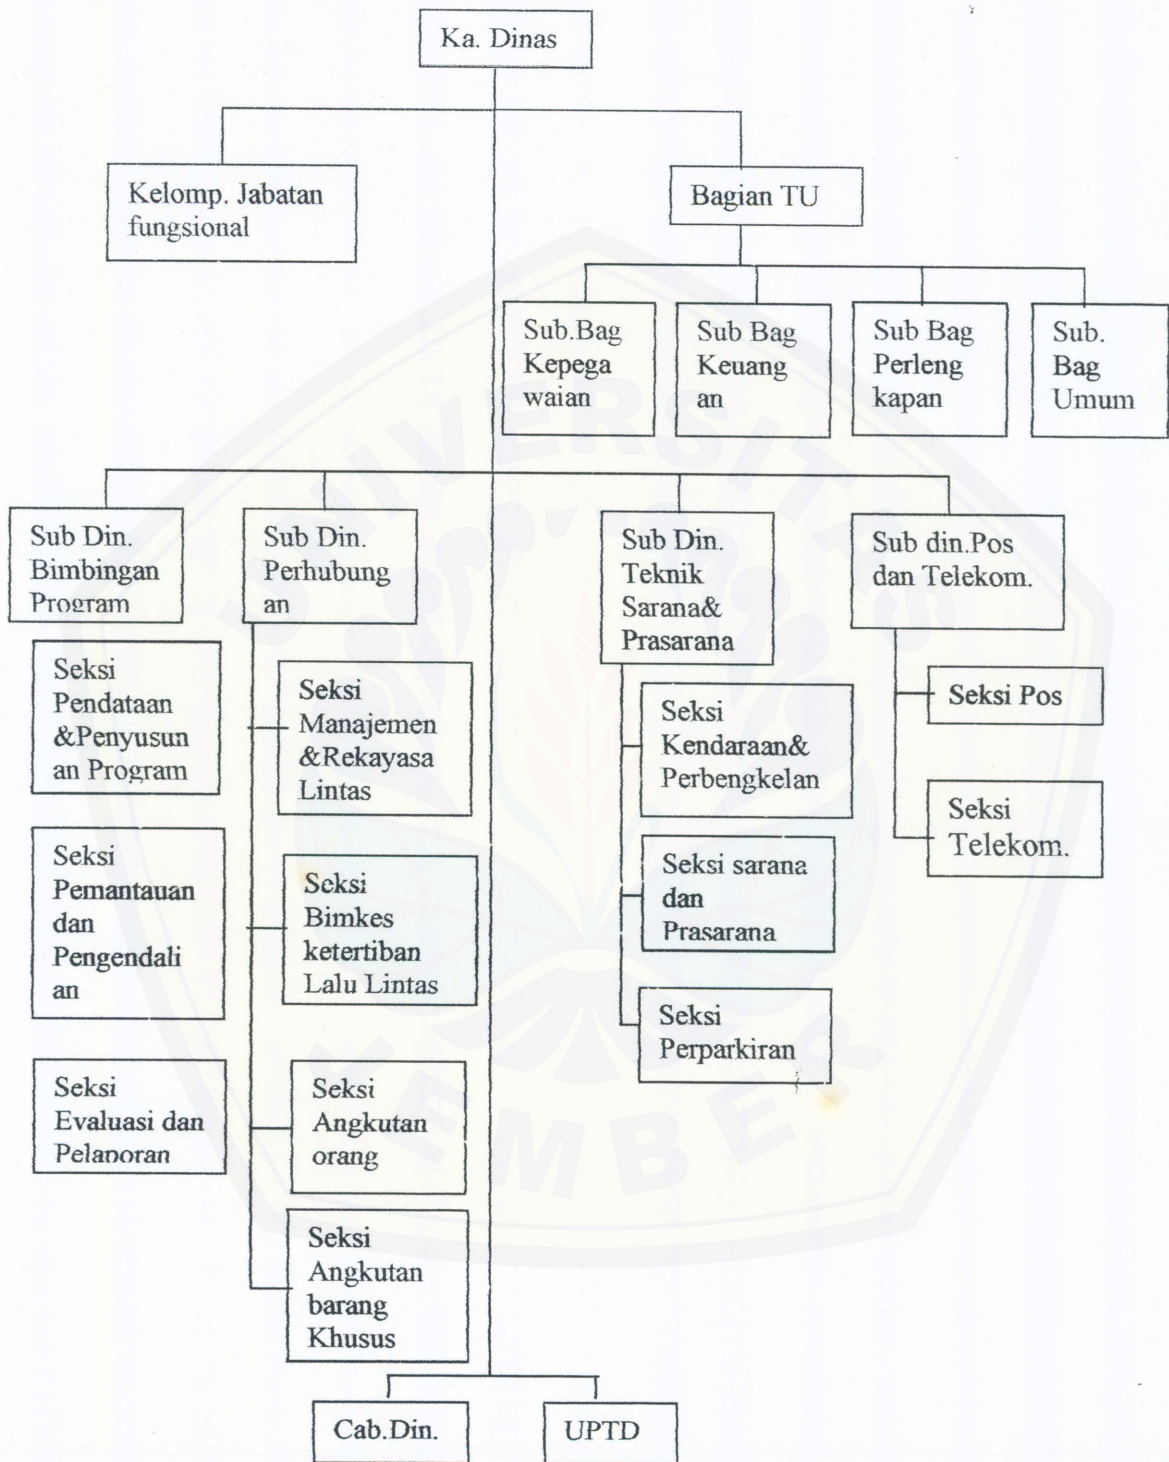 Ka. Dinas
Kelomp. Jabatan
fungsional
Bagian TU
Sub.Bag
Kepega
waian
Sub Bag
Keuang
an
Sub Bag
Perleng
kapan
Sub.
Bag
Umum
Sub Din.
Bimbingan
Program
Sub Din.
Perhubung
an
Sub Din.
Teknik
Sarana&
Prasarana
Sub din.Pos
dan Telekom.
Seksi
Pendataan
&Penyusun
an Program
Seksi
Manajemen
&Rekayasa
Lintas
Seksi
Kendaraan&
Perbengkelan
Seksi Pos
Seksi
Telekom.
Seksi
Pemantauan
dan
Pengendali
an
Seksi
Bimkes
ketertiban
Lalu Lintas
Seksi sarana
dan
Prasarana
Seksi
Perparkiran
Seksi
Evaluasi dan
Pelaporan
Seksi
Angkutan
orang
Seksi
Angkutan
barang
Khusus
Cab.Din.
UPTD
UNIVERSITAS
JEMBER